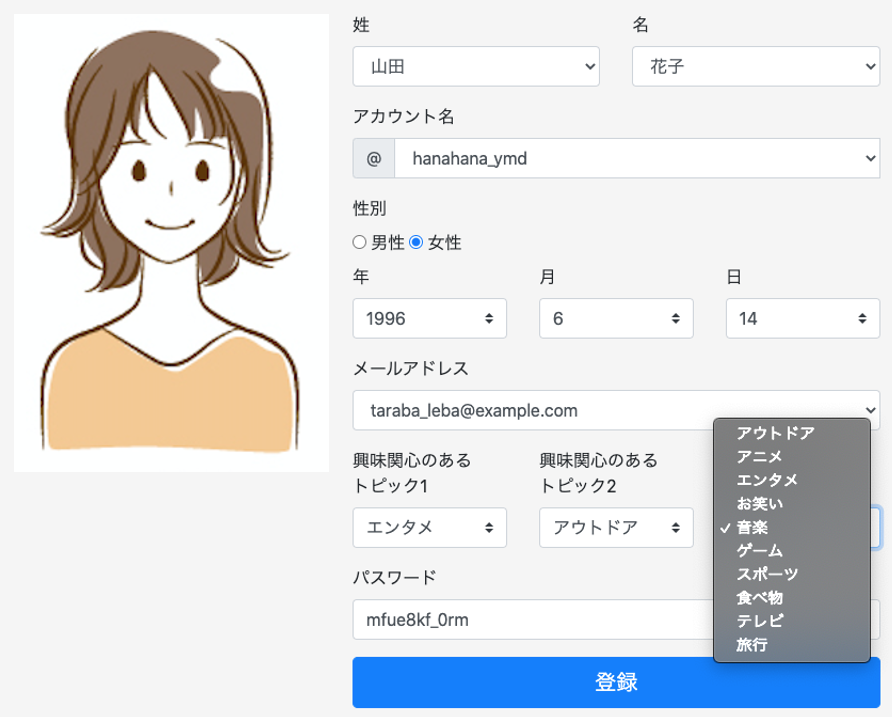 姓
名
山田
花子
アカウント名
@ hanahana_ymd
性別
男性 女性
年
月
日
1996
6
14
メールアドレス
taraba_leba@example.com
興味関心のある
トピック1
興味関心のある
トピック2
エンタメ
アウトドア
アウトドア
アニメ
エンタメ
お笑い
✓ 音楽
ゲーム
スポーツ
食べ物
テレビ
旅行
パスワード
mfue8kf_0rm
登録